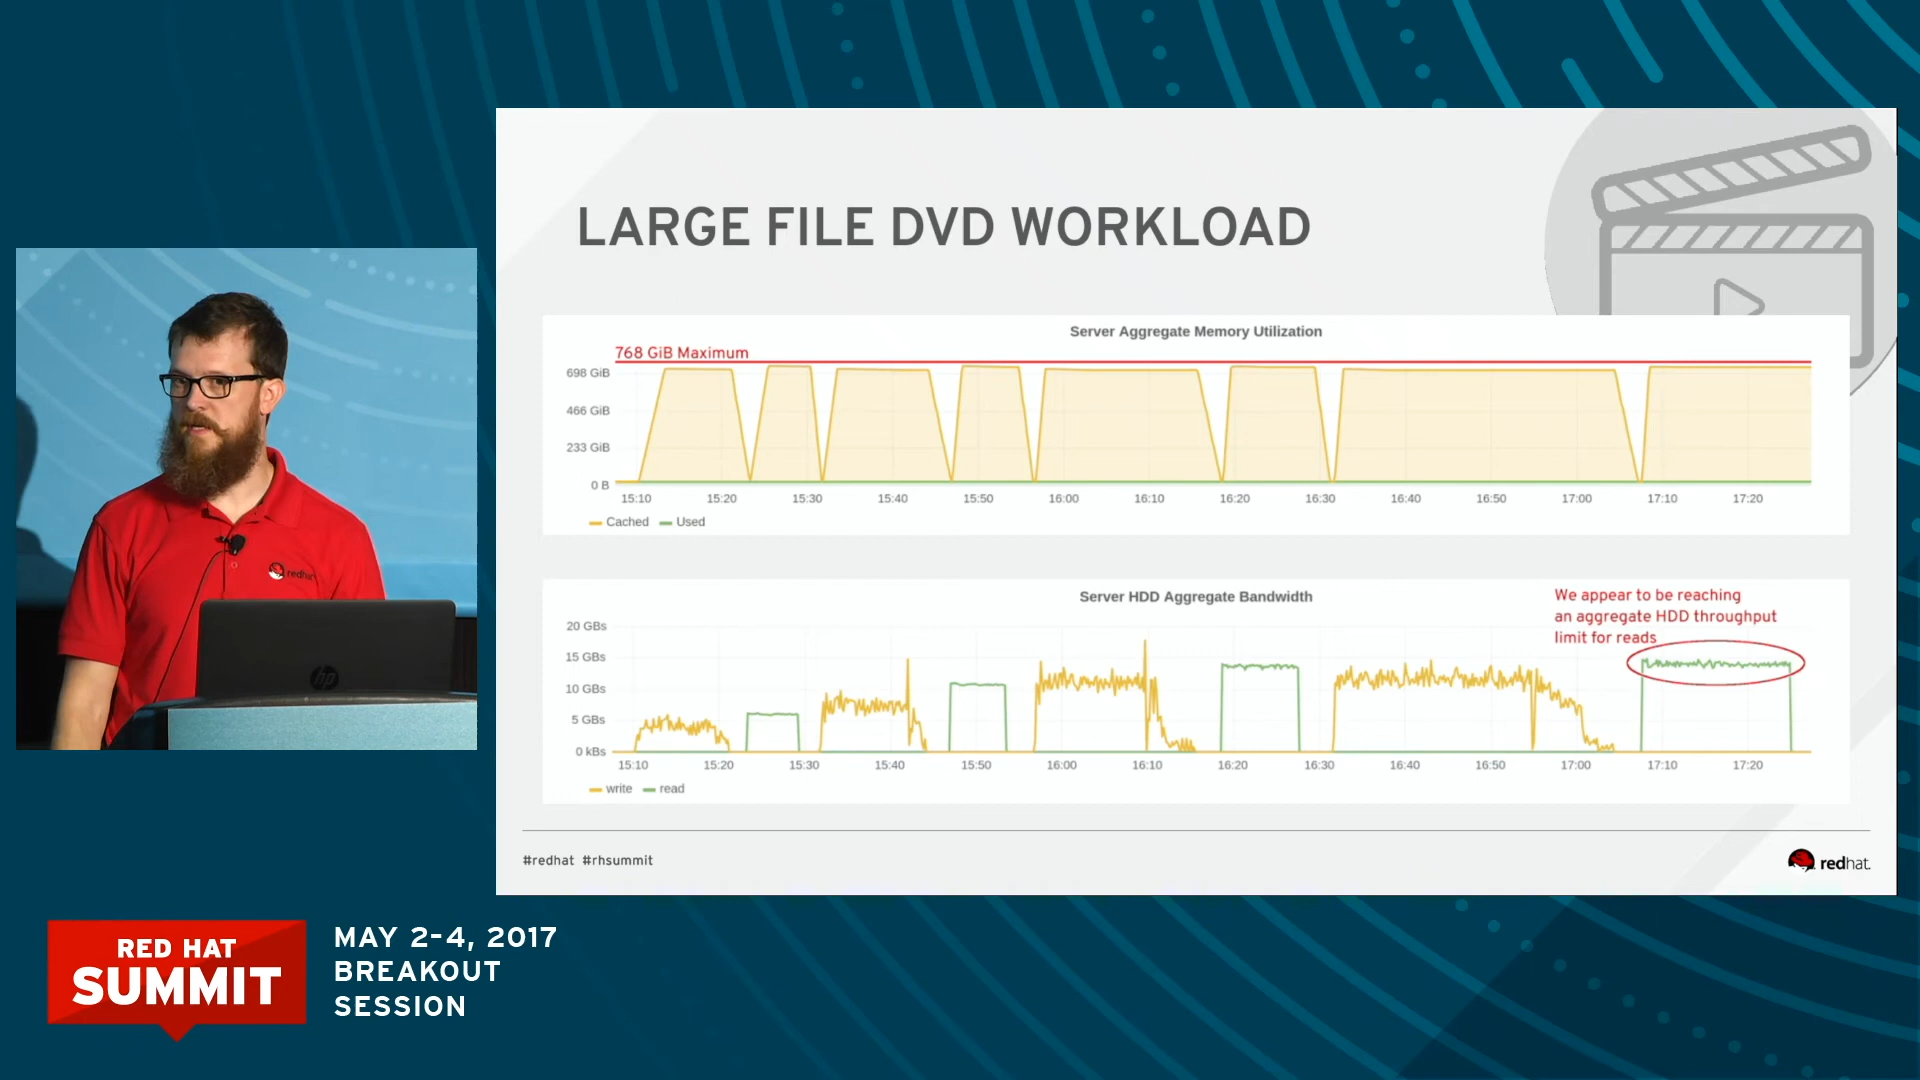 LARGE FILE DVD WORKLOAD
Server Aggregate Memory Utilization
768 GiB Maximum
698 GiB
466 GiB
233 GiB
0 B
15:10 15:20 15:30 15:40 15:50 16:00 16:10 16:20 16:30 16:40 16:50 17:00 17:10 17:20
Cached Used
Server HDD Aggregate Bandwidth
We appear to be reaching
an aggregate HDD throughput
limit for reads
20 GBs
15 GBs
10 GBs
5 GBs
0 kBs
15:10 15:20 15:30 15:40 15:50 16:00 16:10 16:20 16:30 16:40 16:50 17:00 17:10 17:20
write read
#redhat #rhsummit
redhat.
redhat
hp
RED HAT
SUMMIT
MAY 2-4, 2017
BREAKOUT
SESSION